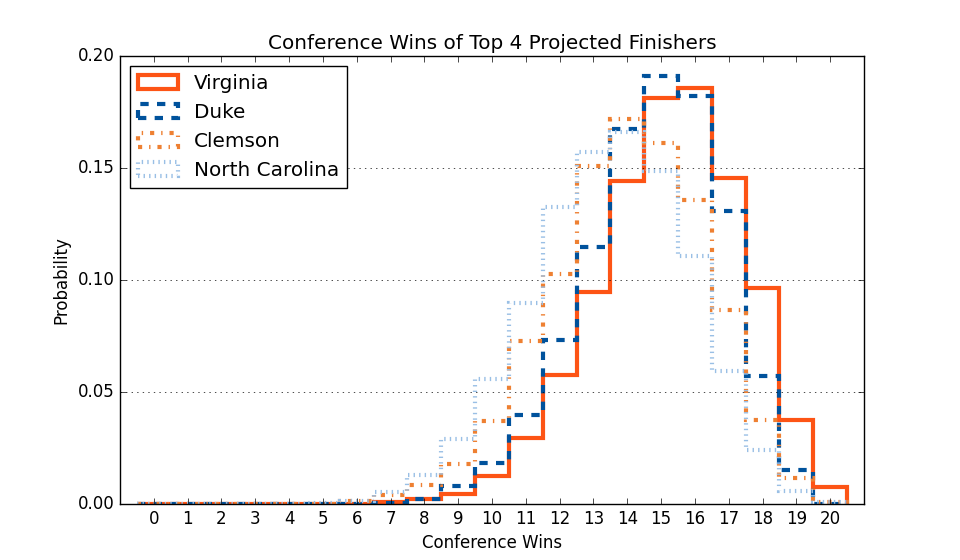 Conference Wins of Top 4 Projected Finishers
0.20
0.15
0.10
0.05
0.00
Probability
Virginia
Duke
Clemson
North Carolina
0 1 2 3 4 5 6 7 8 9 10 11 12 13 14 15 16 17 18 19 20
Conference Wins